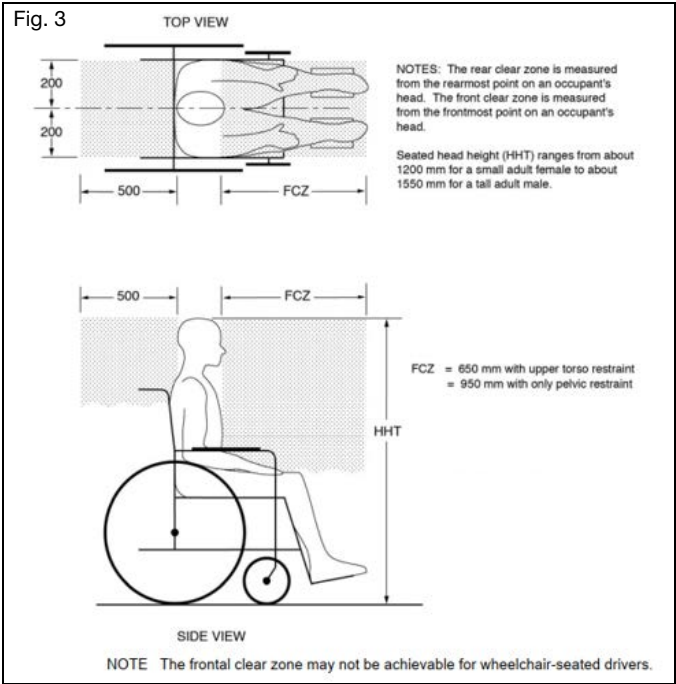 Fig. 3
TOP VIEW
200
200
500
FCZ
NOTES: The rear clear zone is measured
from the rearmost point on an occupant's
head. The front clear zone is measured
from the frontmost point on an occupant's
head.
Seated head height (HHT) ranges from about
1200 mm for a small adult female to about
1550 mm for a tall adult male.
500
FCZ
FCZ = 650 mm with upper torso restraint
= 950 mm with only pelvic restraint
HHT
SIDE VIEW
NOTE The frontal clear zone may not be achievable for wheelchair-seated drivers.